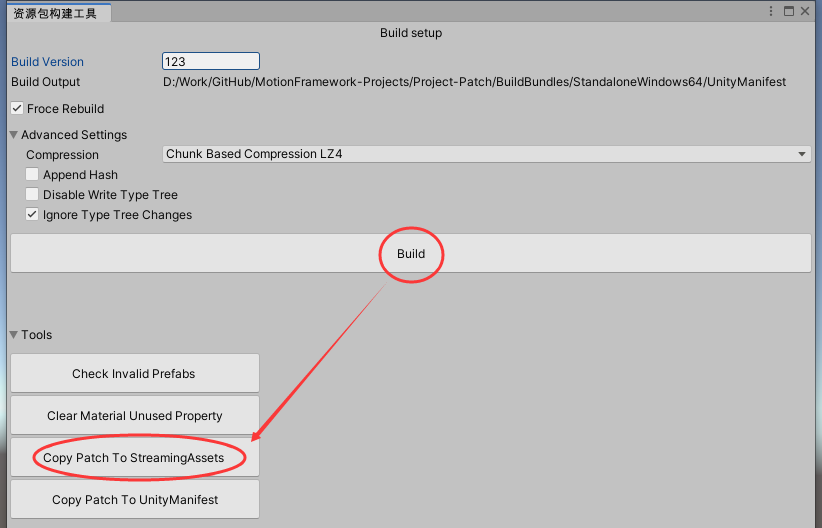 资源包构建工具
Build setup
Build Version 123
Build Output D:/Work/GitHub/MotionFramework-Projects/Project-Patch/BuildBundles/StandaloneWindows64/UnityManifest
Froce Rebuild
Advanced Settings
Compression Chunk Based Compression LZ4
Append Hash
Disable Write Type Tree
Ignore Type Tree Changes
Build
Tools
Check Invalid Prefabs
Clear Material Unused Property
Copy Patch To StreamingAssets
Copy Patch To UnityManifest